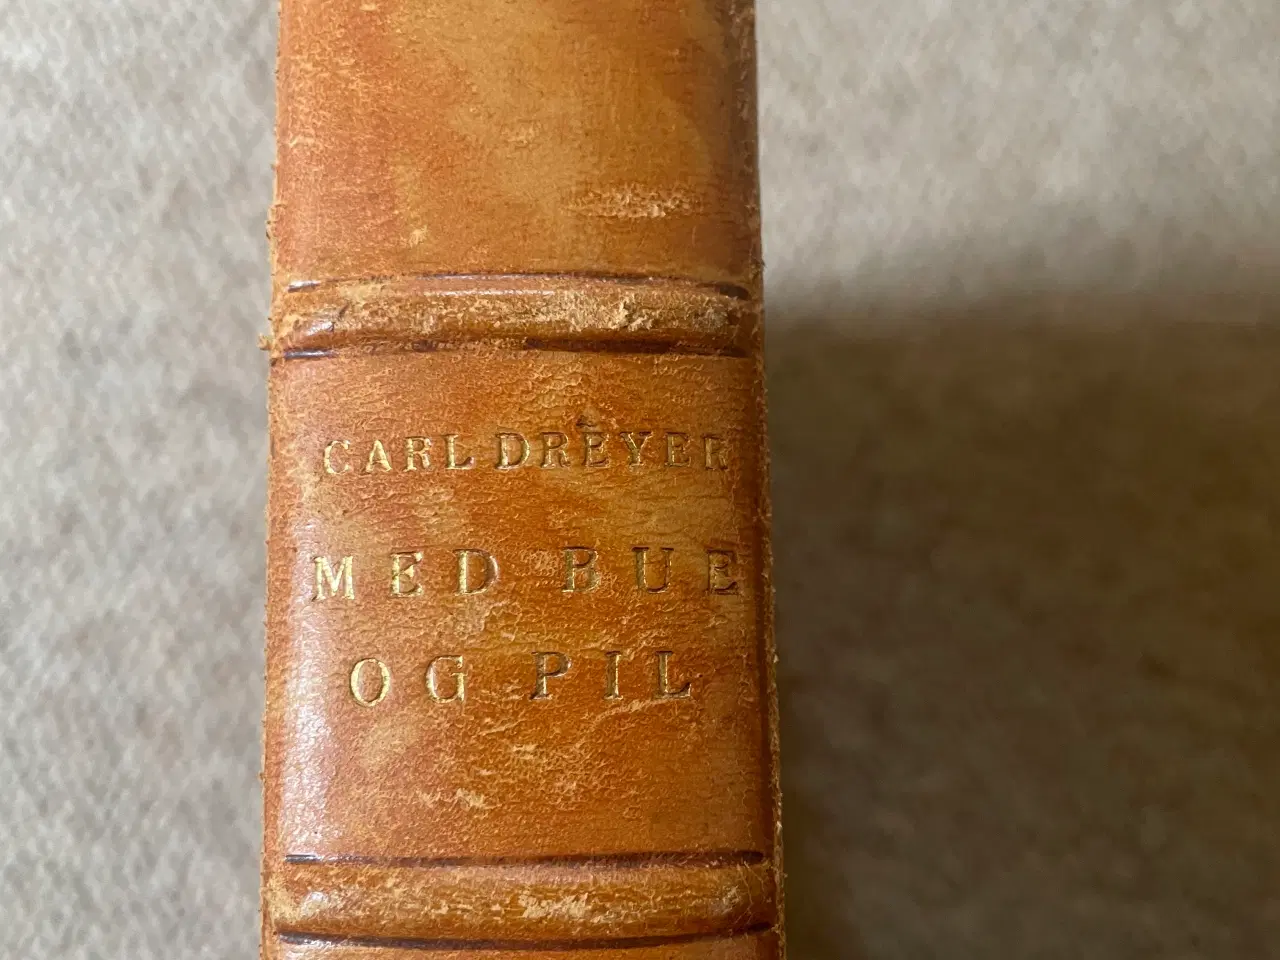 CARL DREYER
MED BUE
OG PIL